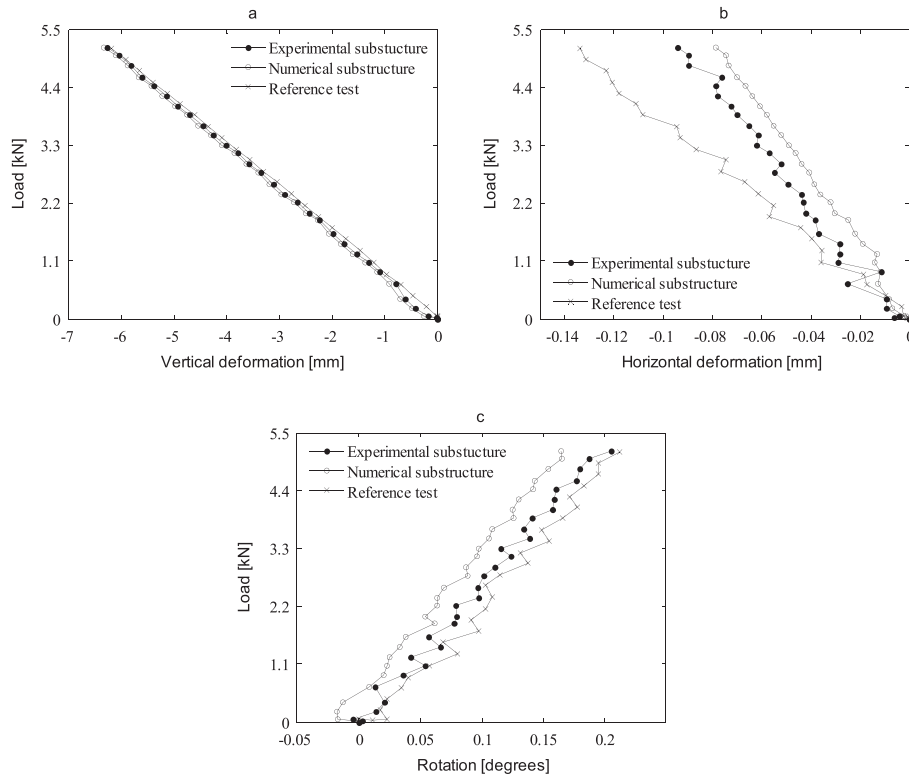 a
5.5
4.4
3.3
2.2
1.1
0
Load [kN]
Experimental substucture
Numerical substructure
Reference test
-7
-6
-5
-4
-3
-2
-1
0
Vertical deformation [mm]
b
5.5
4.4
3.3
2.2
1.1
0
Load [kN]
Experimental substucture
Numerical substructure
Reference test
-0.14
-0.12
-0.10
-0.08
-0.06
-0.04
-0.02
0
Horizontal deformation [mm]
c
5.5
4.4
3.3
2.2
1.1
0
Load [kN]
Experimental substucture
Numerical substructure
Reference test
-0.05
0
0.05
0.1
0.15
0.2
Rotation [degrees]